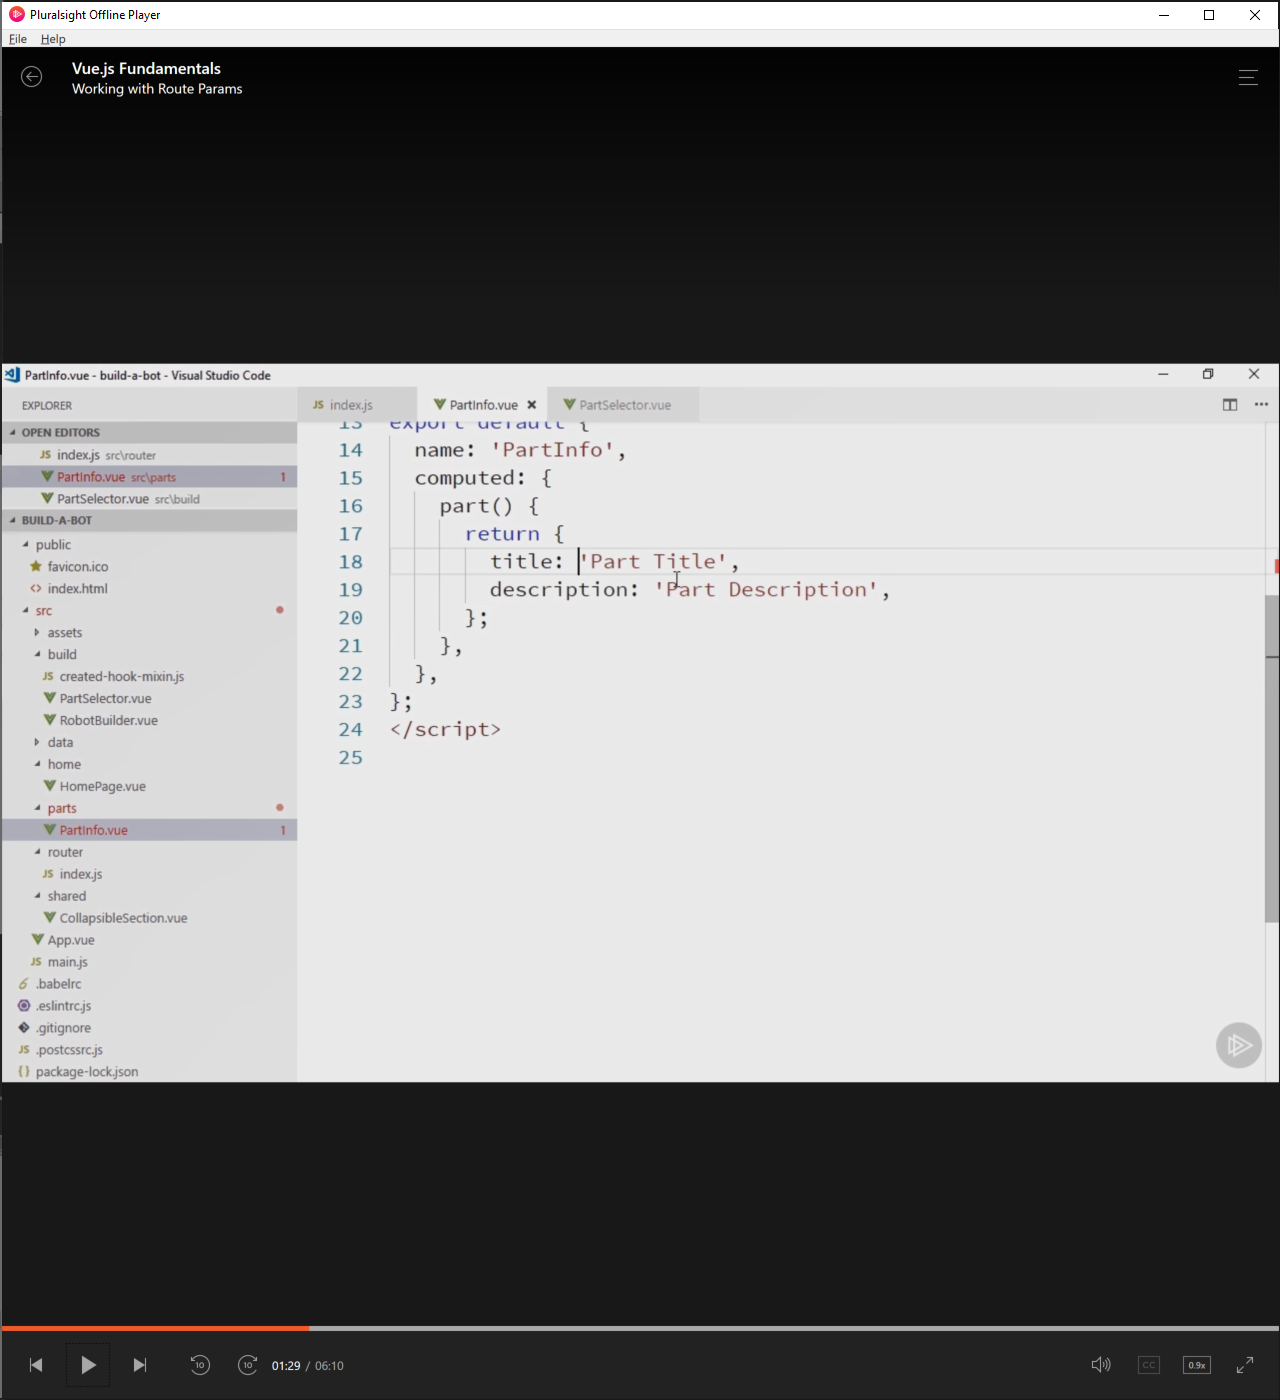 Pluralsight Offline Player
File Help
Vue.js Fundamentals
Working with Route Params
PartInfo.vue - build-a-bot - Visual Studio Code
EXPLORER
OPEN EDITORS
JS index.js src\router
PartInfo.vue src\parts 1
PartSelector.vue src\build
BUILD-A-BOT
public
favicon.ico
<> index.html
src
assets
build
JS created-hook-mixin.js
PartSelector.vue
RobotBuilder.vue
data
home
HomePage.vue
parts
PartInfo.vue 1
router
JS index.js
shared
CollapsibleSection.vue
App.vue
JS main.js
.babelrc
.eslintrc.js
.gitignore
JS .postcssrc.js
{} package-lock.json
JS index.js PartInfo.vue × PartSelector.vue
13 export default {
14 name: 'PartInfo',
15 computed: {
16 part() {
17 return {
18 title: 'Part Title',
19 description: 'Part Description',
20 };
21 },
22 },
23 };
24 </script>
25
10 10 01:29 / 06:10 CC 0.9x